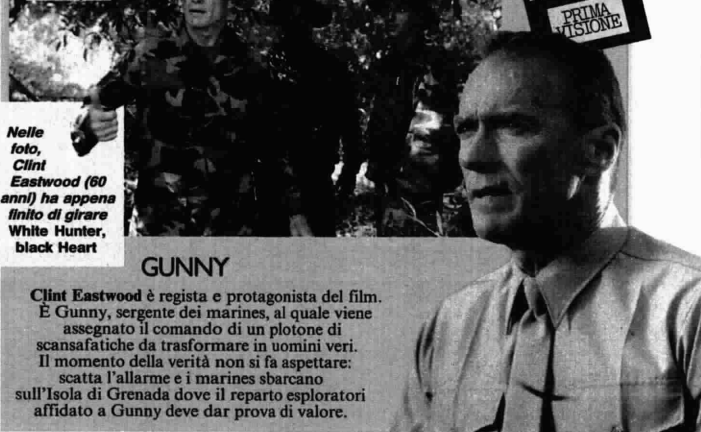 PRIMA
VISIONE
Nelle
foto,
Clint
Eastwood (60
anni) ha appena
finito di girare
White Hunter,
black Heart
GUNNY
Clint Eastwood è regista e protagonista del film.
È Gunny, sergente dei marines, al quale viene
assegnato il comando di un plotone di
scansafatiche da trasformare in uomini veri.
Il momento della verità non si fa aspettare:
scatta l'allarme e i marines sbarcano
sull'Isola di Grenada dove il reparto esploratori
affidato a Gunny deve dar prova di valore.